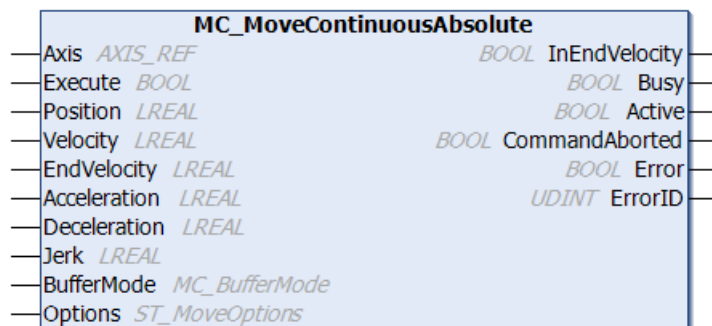 MC_MoveContinuousAbsolute
Axis AXIS_REF BOOL InEndVelocity
Execute BOOL BOOL Busy
Position LREAL BOOL Active
Velocity LREAL BOOL CommandAborted
EndVelocity LREAL BOOL Error
Acceleration LREAL UDINT ErrorID
Deceleration LREAL
Jerk LREAL
BufferMode MC_BufferMode
Options ST_MoveOptions